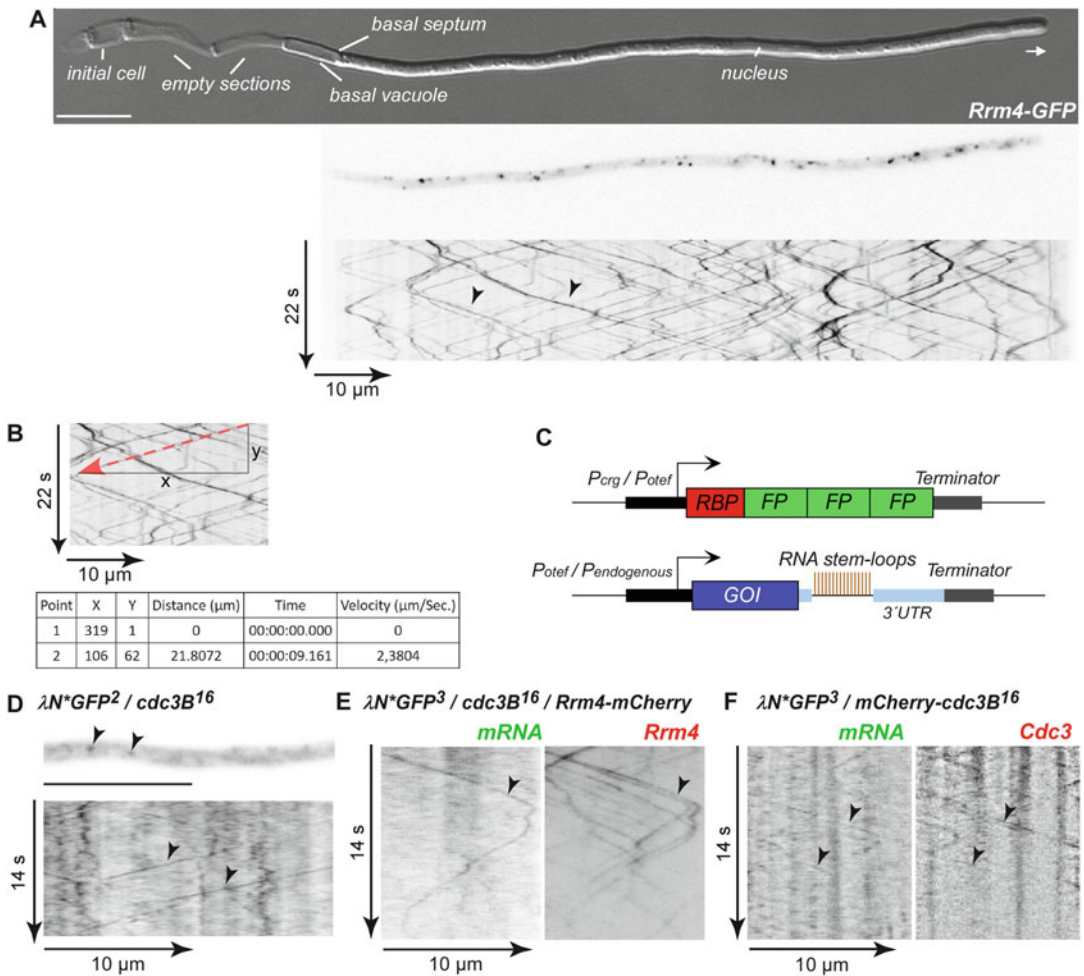 A
basal septum
initial cell
empty sections
basal vacuole
nucleus
Rrm4-GFP
22 s
10 µm
B
22 s
y
x
10 µm
Point X Y Distance (µm) Time Velocity (µm/Sec.)
1 319 1 0 00:00:00.000 0
2 106 62 21.8072 00:00:09.161 2,3804
C
Pcrg / Potef
Terminator
RBP FP FP FP
RNA stem-loops
Potef / Pendogenous
Terminator
GOI
3´UTR
D λN*GFP² / cdc3B¹⁶
14 s
10 µm
E λN*GFP³ / cdc3B¹⁶ / Rrm4-mCherry
mRNA Rrm4
14 s
10 µm
F λN*GFP³ / mCherry-cdc3B¹⁶
mRNA Cdc3
14 s
10 µm